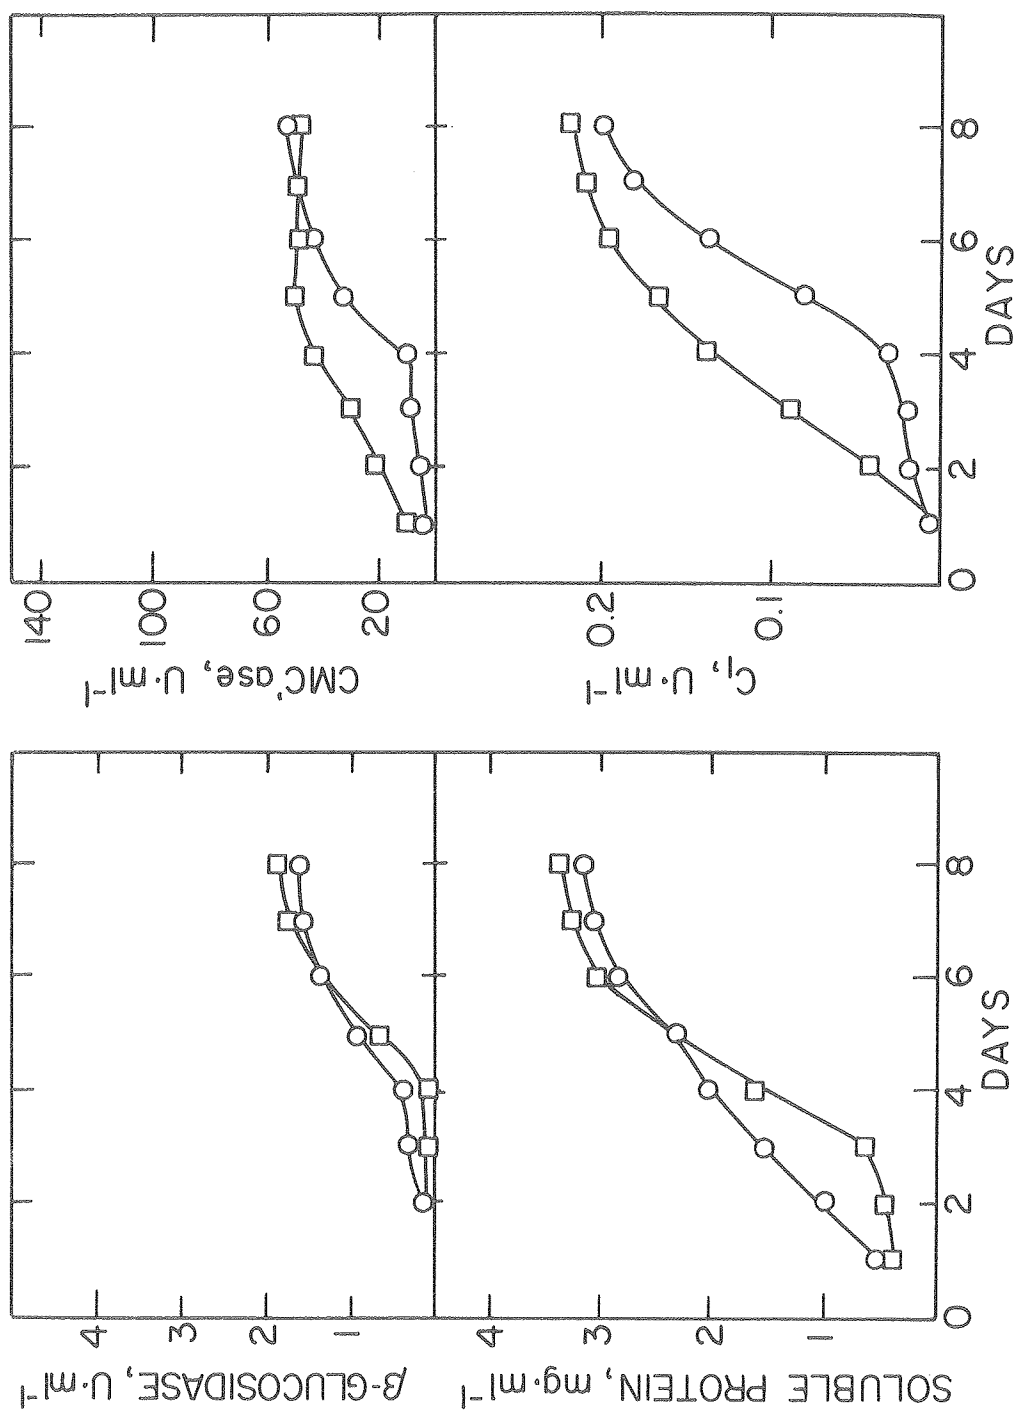 140
100
60
20
CMC'ase, U·ml⁻¹
0.2
0.1
C₁, U·ml⁻¹
0 2 4 6 8
DAYS
4
3
2
1
β-GLUCOSIDASE, U·ml⁻¹
4
3
2
1
SOLUBLE PROTEIN, mg·ml⁻¹
0 2 4 6 8
DAYS